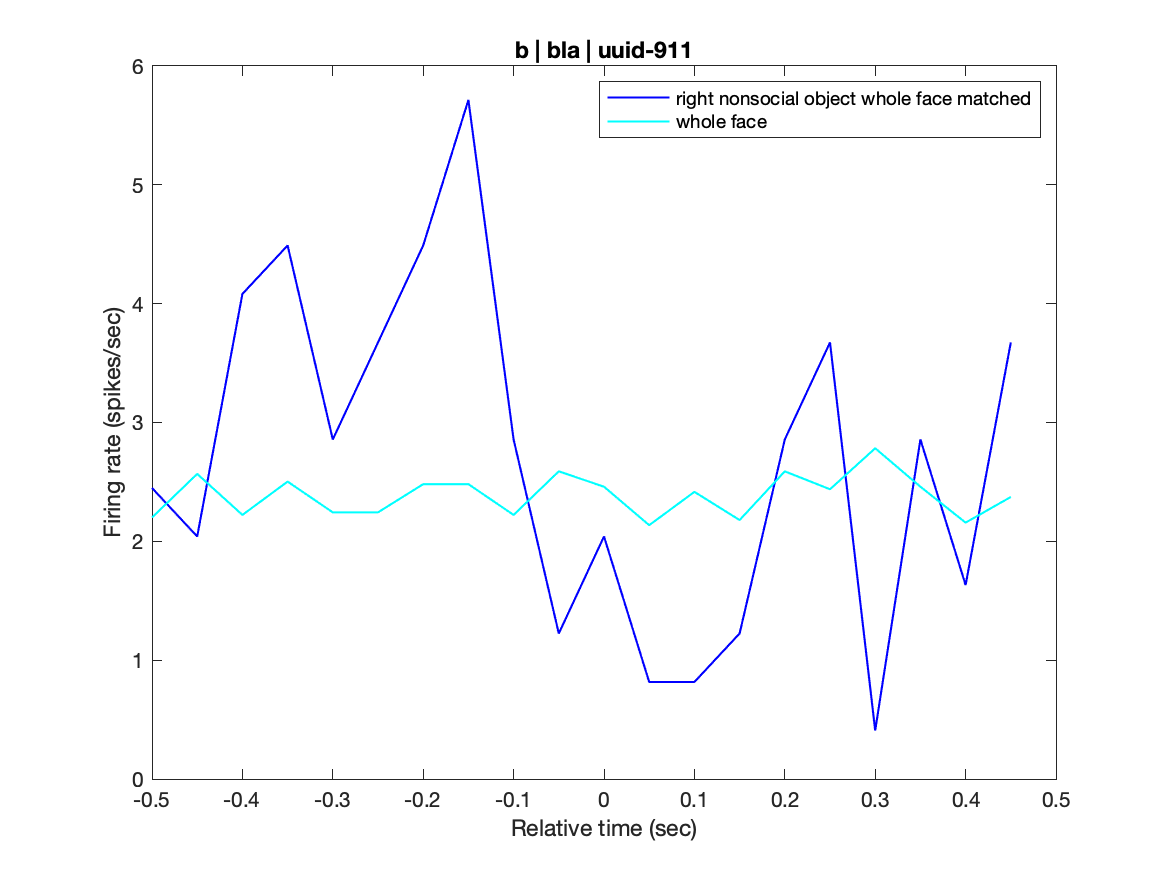 b | bla | uuid-911
right nonsocial object whole face matched
whole face
Firing rate (spikes/sec)
6
5
4
3
2
1
0
-0.5 -0.4 -0.3 -0.2 -0.1 0 0.1 0.2 0.3 0.4 0.5
Relative time (sec)